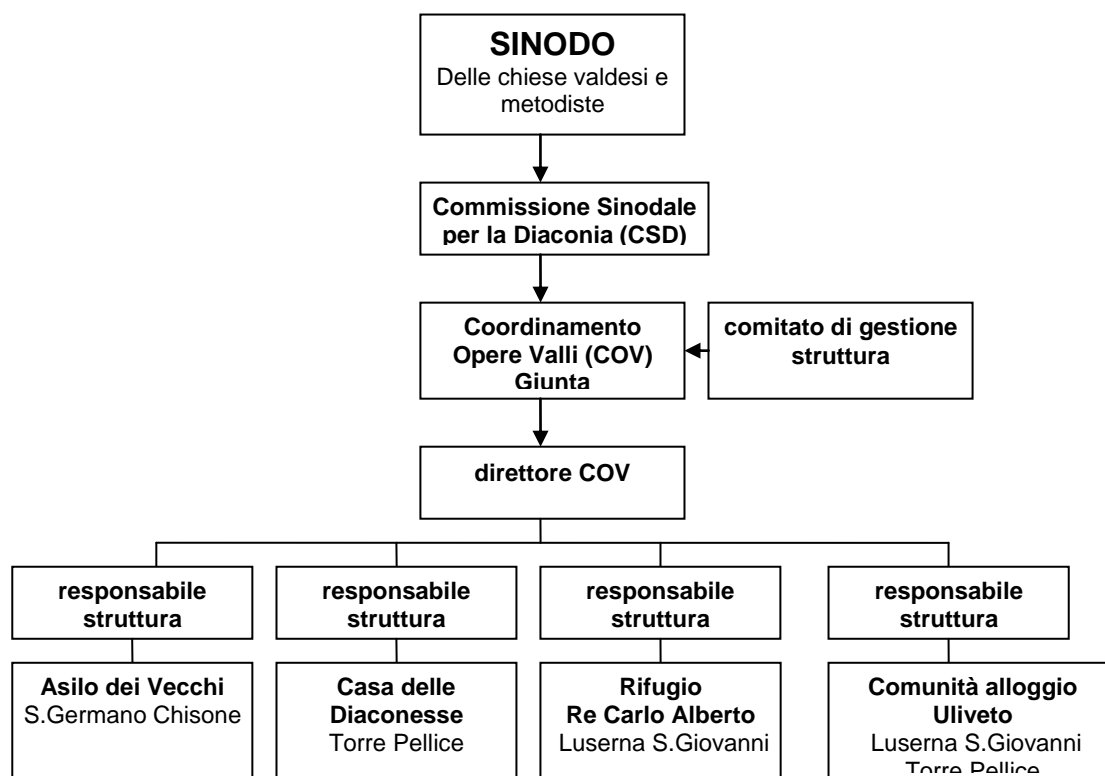 SINODO
Delle chiese valdesi e
metodiste
Commissione Sinodale
per la Diaconia (CSD)
Coordinamento
Opere Valli (COV)
Giunta
comitato di gestione
struttura
direttore COV
responsabile
struttura
responsabile
struttura
responsabile
struttura
responsabile
struttura
Asilo dei Vecchi
S.Germano Chisone
Casa delle
Diaconesse
Torre Pellice
Rifugio
Re Carlo Alberto
Luserna S.Giovanni
Comunità alloggio
Uliveto
Luserna S.Giovanni
Torre Pellice